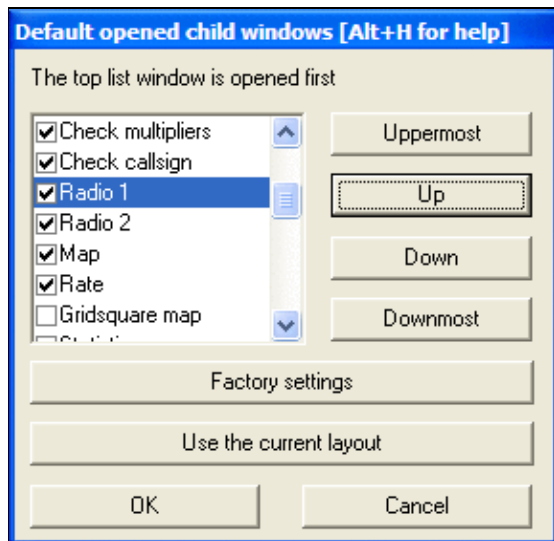 Default opened child windows [Alt+H for help]
The top list window is opened first
Check multipliers
Check callsign
Radio 1
Radio 2
Map
Rate
Gridsquare map
Uppermost
Up
Down
Downmost
Factory settings
Use the current layout
OK
Cancel